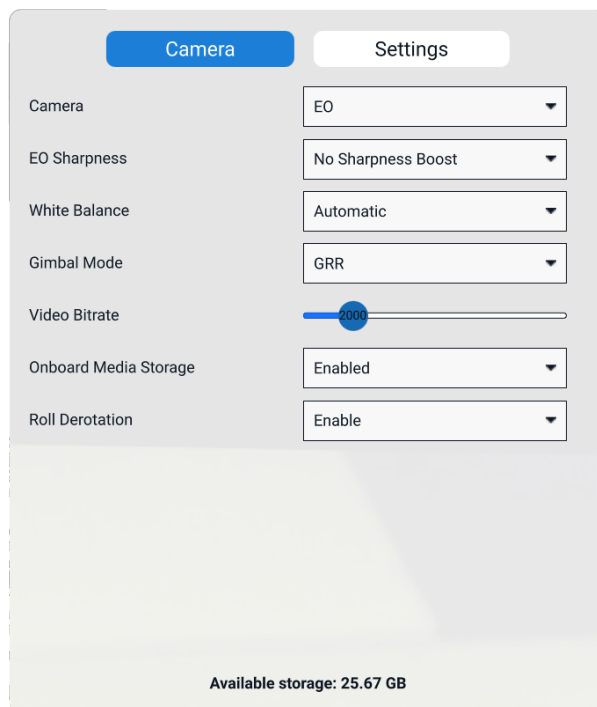 Camera Settings
Camera EO
EO Sharpness No Sharpness Boost
White Balance Automatic
Gimbal Mode GRR
Video Bitrate 2000
Onboard Media Storage Enabled
Roll Derotation Enable
Available storage: 25.67 GB